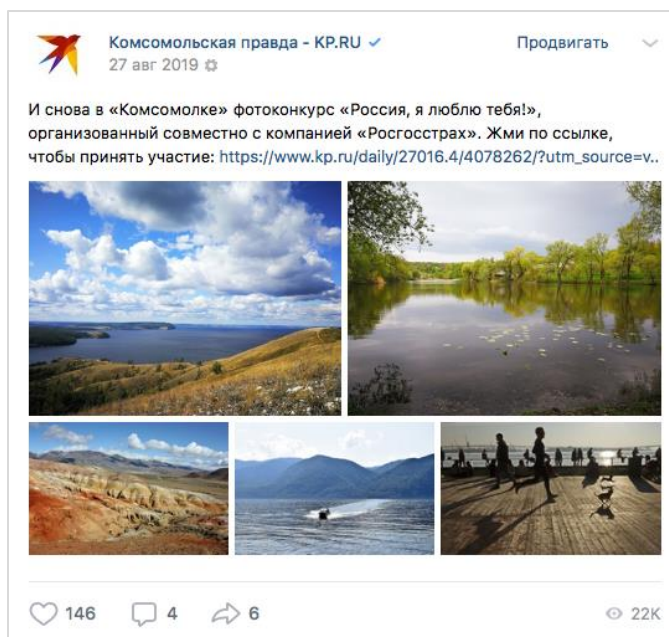 Комсомольская правда - KP.RU
Продвигать
27 авг 2019
И снова в «Комсомолке» фотоконкурс «Россия, я люблю тебя!»,
организованный совместно с компанией «Росгосстрах». Жми по ссылке,
чтобы принять участие: https://www.kp.ru/daily/27016.4/4078262/?utm_source=v..
146
4
6
22K